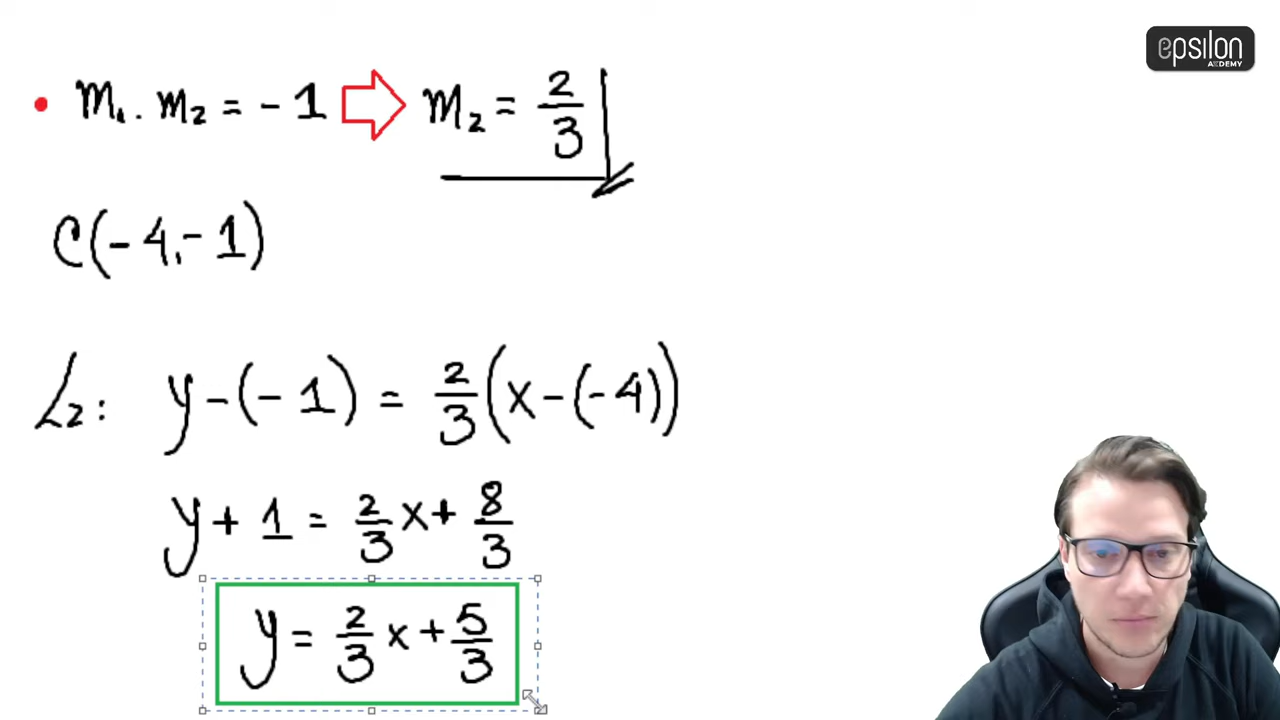 epsilon
AXDEMY
• m₁ . m₂ = -1 ⇒ m₂ = 2/3
C(-4,-1)
L₂: y-(-1) = 2/3(x-(-4))
y + 1 = 2/3 x + 8/3
y = 2/3 x + 5/3